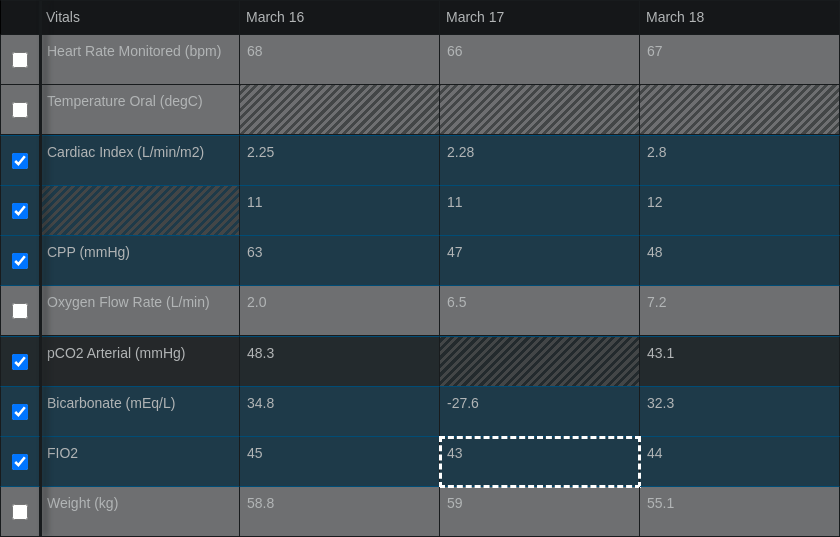 Vitals March 16 March 17 March 18
Heart Rate Monitored (bpm) 68 66 67
Temperature Oral (degC)
Cardiac Index (L/min/m2) 2.25 2.28 2.8
11 11 12
CPP (mmHg) 63 47 48
Oxygen Flow Rate (L/min) 2.0 6.5 7.2
pCO2 Arterial (mmHg) 48.3 43.1
Bicarbonate (mEq/L) 34.8 -27.6 32.3
FIO2 45 43 44
Weight (kg) 58.8 59 55.1